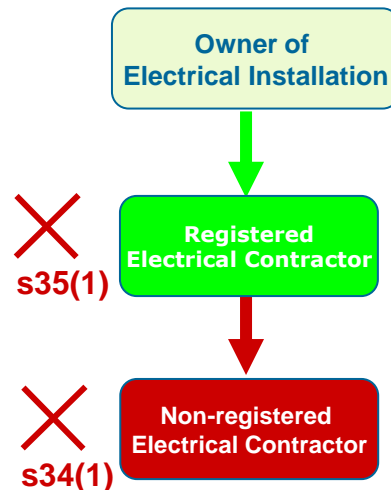 Owner of
Electrical Installation
Registered
Electrical Contractor
s35(1)
Non-registered
Electrical Contractor
s34(1)